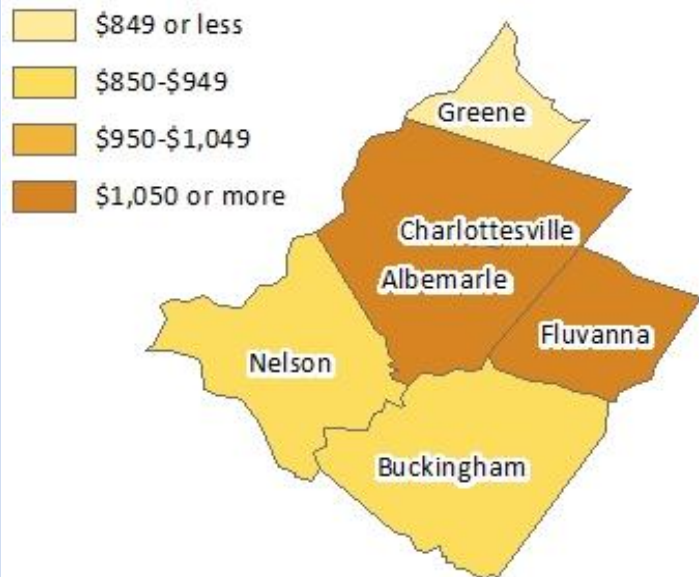 $849 or less
$850-$949
$950-$1,049
$1,050 or more
Greene
Charlottesville
Albemarle
Fluvanna
Nelson
Buckingham